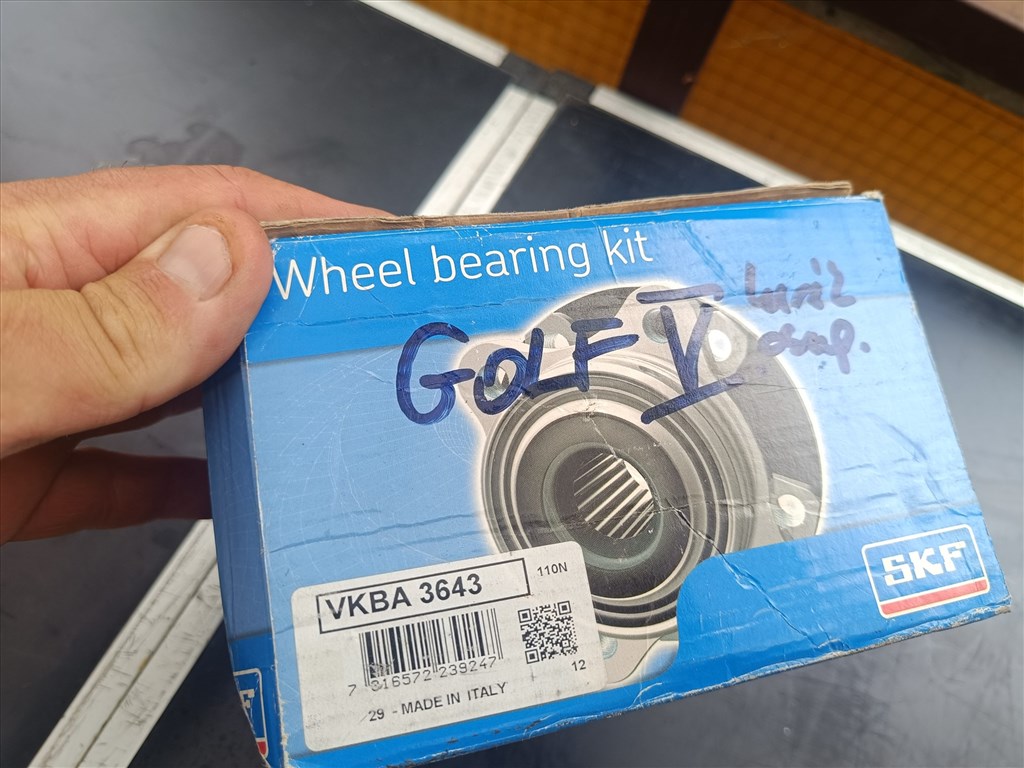 Wheel bearing kit
GOLF V
SKF
VKBA 3643
110N
7 316572 239247
12
29 - MADE IN ITALY